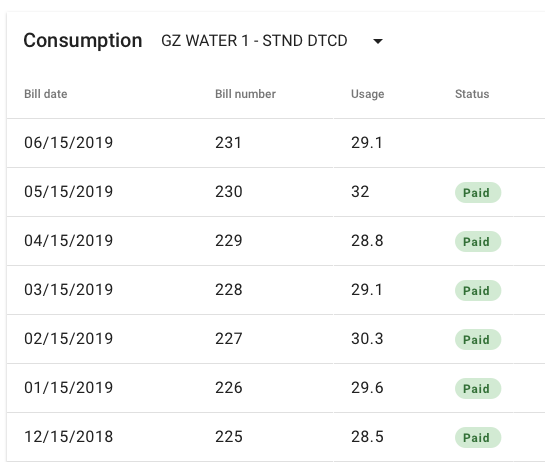 Consumption GZ WATER 1 - STND DTCD
Bill date Bill number Usage Status
06/15/2019 231 29.1
05/15/2019 230 32 Paid
04/15/2019 229 28.8 Paid
03/15/2019 228 29.1 Paid
02/15/2019 227 30.3 Paid
01/15/2019 226 29.6 Paid
12/15/2018 225 28.5 Paid